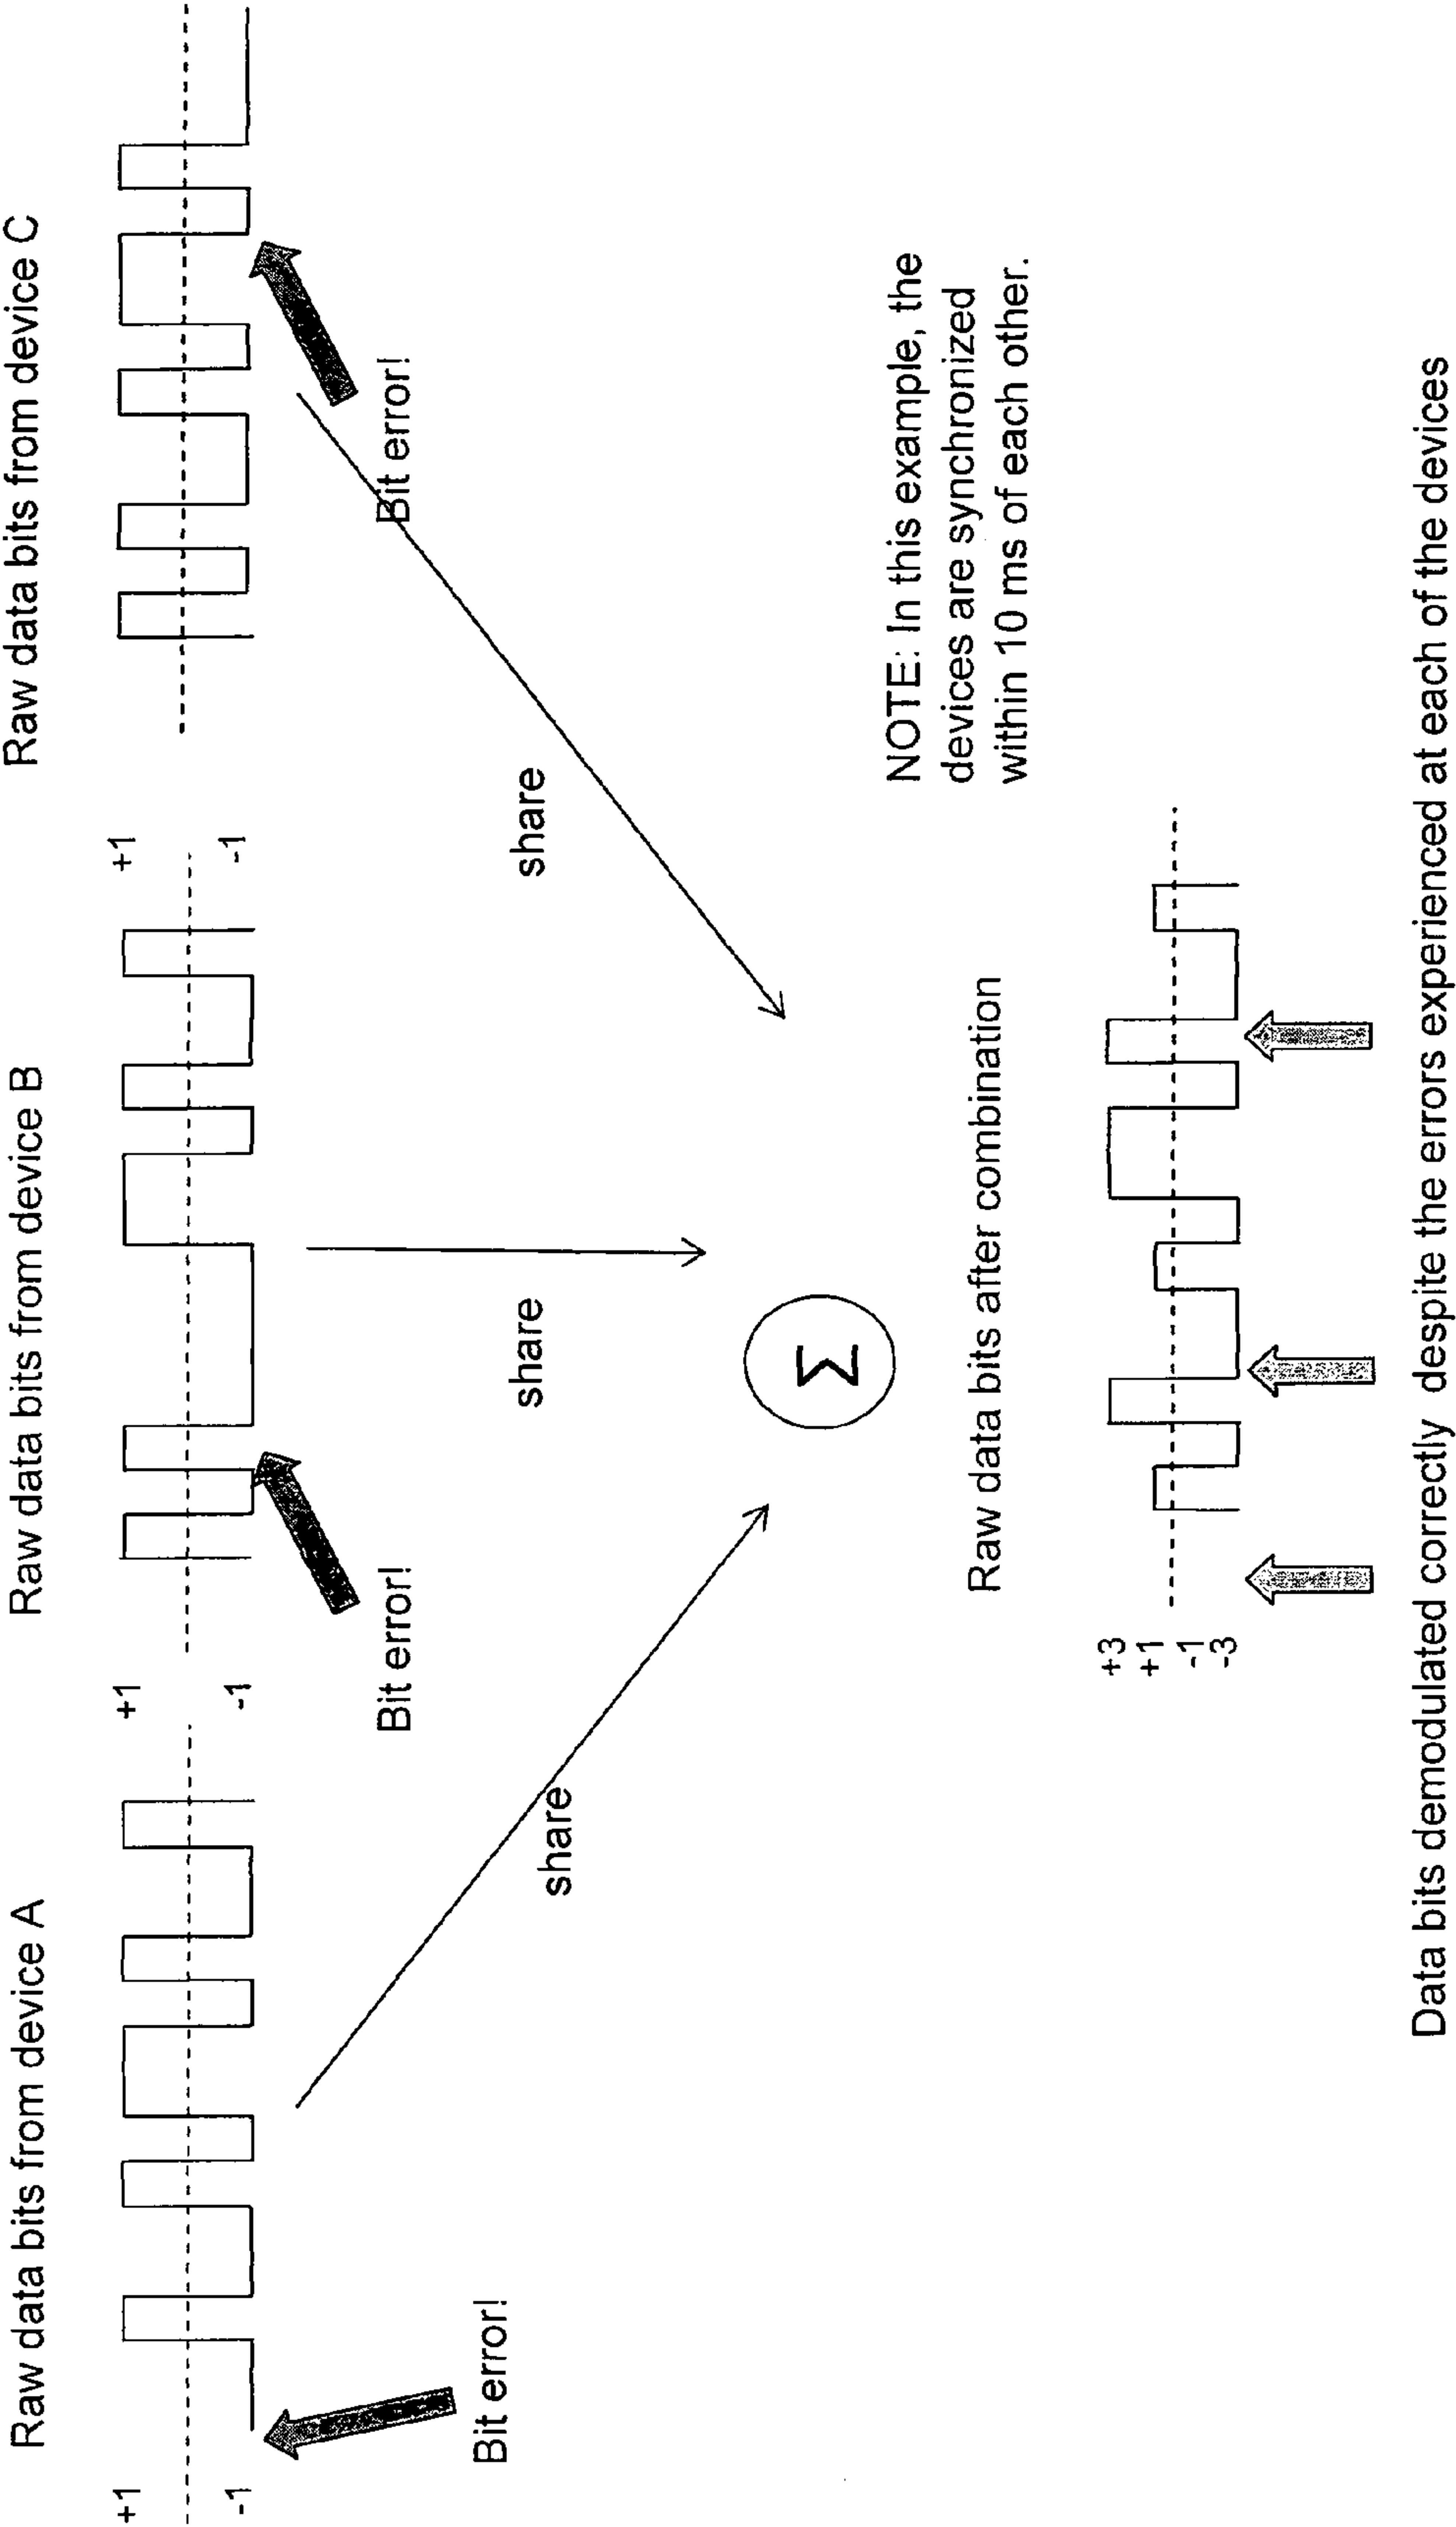 Raw data bits from device A
Raw data bits from device B
Raw data bits from device C
+1
-1
+1
-1
+1
-1
Bit error!
Bit error!
Bit error!
share
share
share
Σ
NOTE: In this example, the
devices are synchronized
within 10 ms of each other.
Raw data bits after combination
+3
+1
-1
-3
Data bits demodulated correctly despite the errors experienced at each of the devices